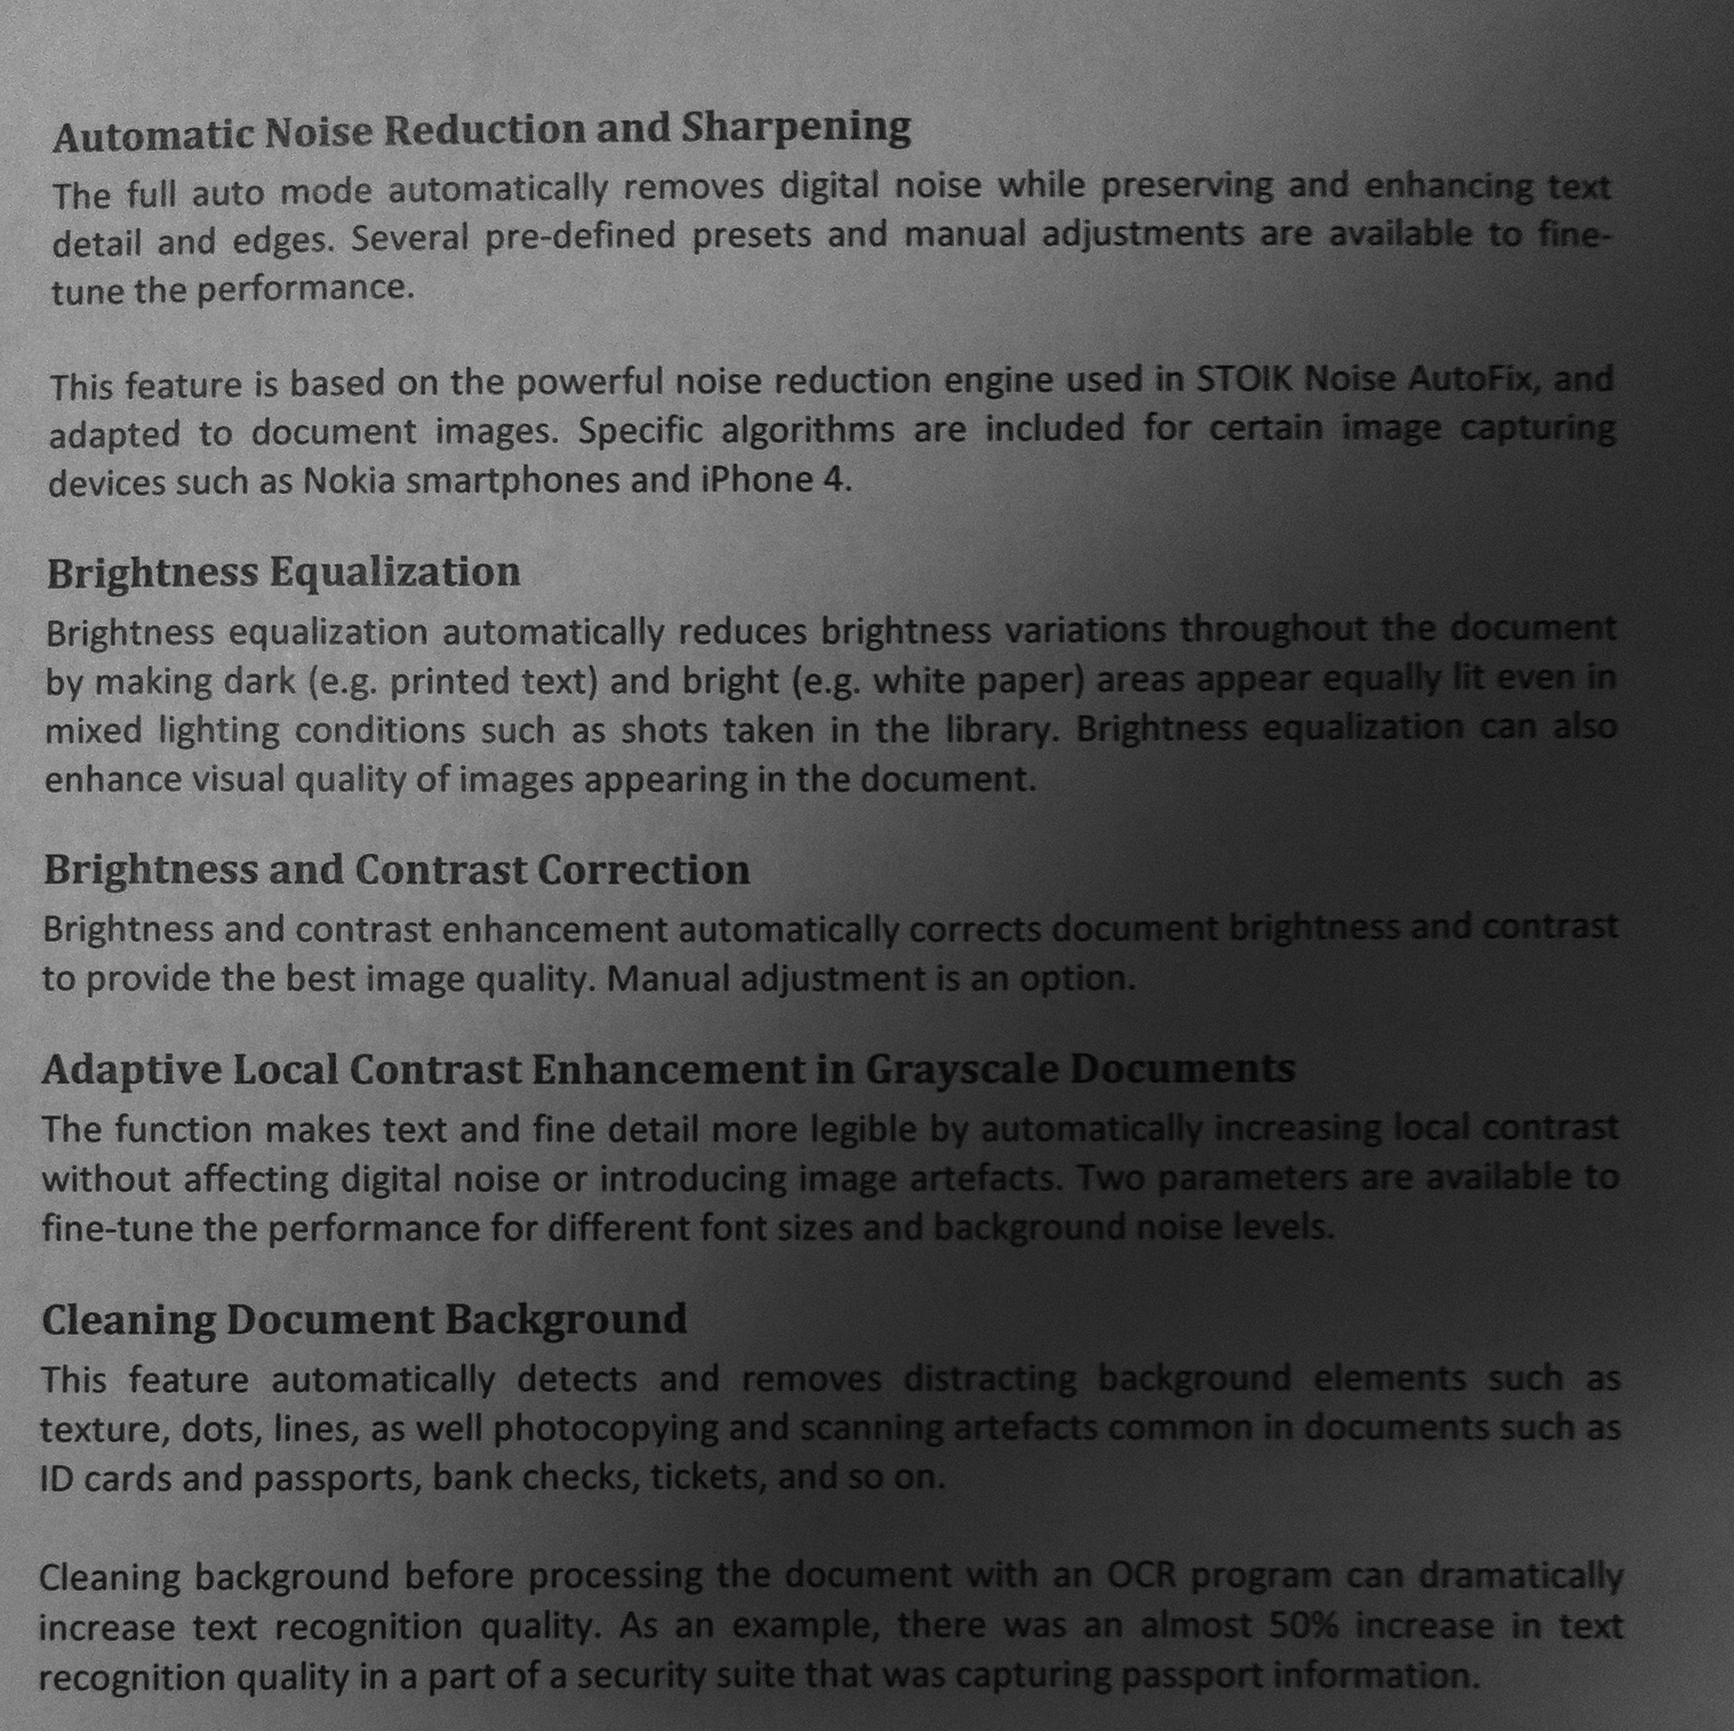 Automatic Noise Reduction and Sharpening
The full auto mode automatically removes digital noise while preserving and enhancing text
detail and edges. Several pre-defined presets and manual adjustments are available to fine-
tune the performance.
This feature is based on the powerful noise reduction engine used in STOIK Noise AutoFix, and
adapted to document images. Specific algorithms are included for certain image capturing
devices such as Nokia smartphones and iPhone 4.
Brightness Equalization
Brightness equalization automatically reduces brightness variations throughout the document
by making dark (e.g. printed text) and bright (e.g. white paper) areas appear equally lit even in
mixed lighting conditions such as shots taken in the library. Brightness equalization can also
enhance visual quality of images appearing in the document.
Brightness and Contrast Correction
Brightness and contrast enhancement automatically corrects document brightness and contrast
to provide the best image quality. Manual adjustment is an option.
Adaptive Local Contrast Enhancement in Grayscale Documents
The function makes text and fine detail more legible by automatically increasing local contrast
without affecting digital noise or introducing image artefacts. Two parameters are available to
fine-tune the performance for different font sizes and background noise levels.
Cleaning Document Background
This feature automatically detects and removes distracting background elements such as
texture, dots, lines, as well photocopying and scanning artefacts common in documents such as
ID cards and passports, bank checks, tickets, and so on.
Cleaning background before processing the document with an OCR program can dramatically
increase text recognition quality. As an example, there was an almost 50% increase in text
recognition quality in a part of a security suite that was capturing passport information.